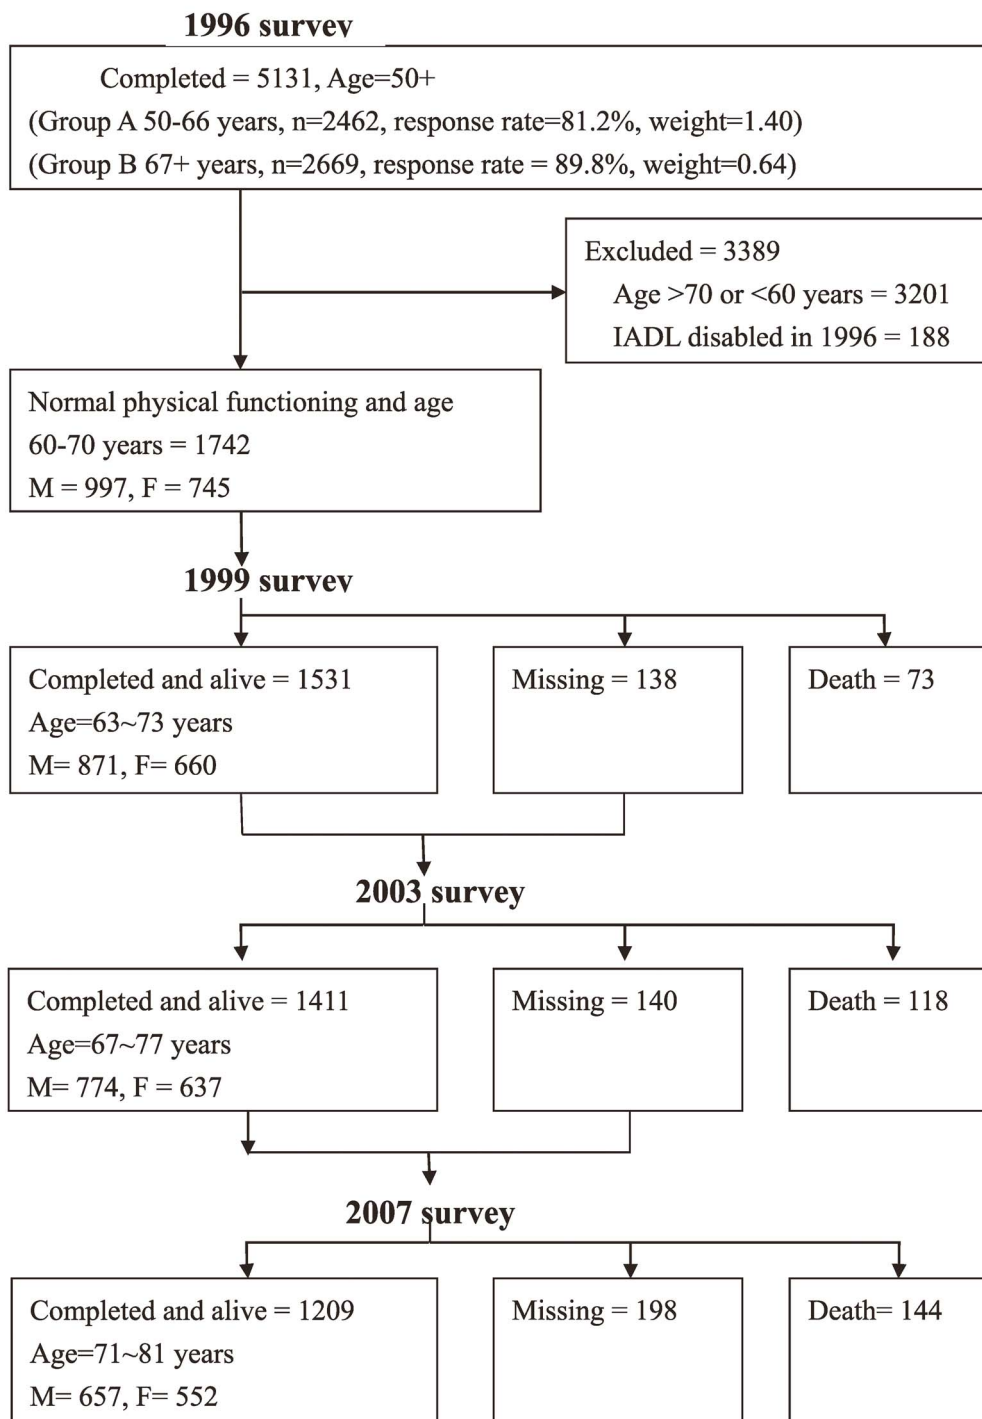 1996 survev
Completed = 5131, Age=50+
(Group A 50-66 years, n=2462, response rate=81.2%, weight=1.40)
(Group B 67+ years, n=2669, response rate = 89.8%, weight=0.64)
Excluded = 3389
Age >70 or <60 years = 3201
IADL disabled in 1996 = 188
Normal physical functioning and age
60-70 years = 1742
M = 997, F = 745
1999 survev
Completed and alive = 1531
Age=63~73 years
M= 871, F= 660
Missing = 138
Death = 73
2003 survey
Completed and alive = 1411
Age=67~77 years
M= 774, F = 637
Missing = 140
Death = 118
2007 survey
Completed and alive = 1209
Age=71~81 years
M= 657, F= 552
Missing = 198
Death= 144